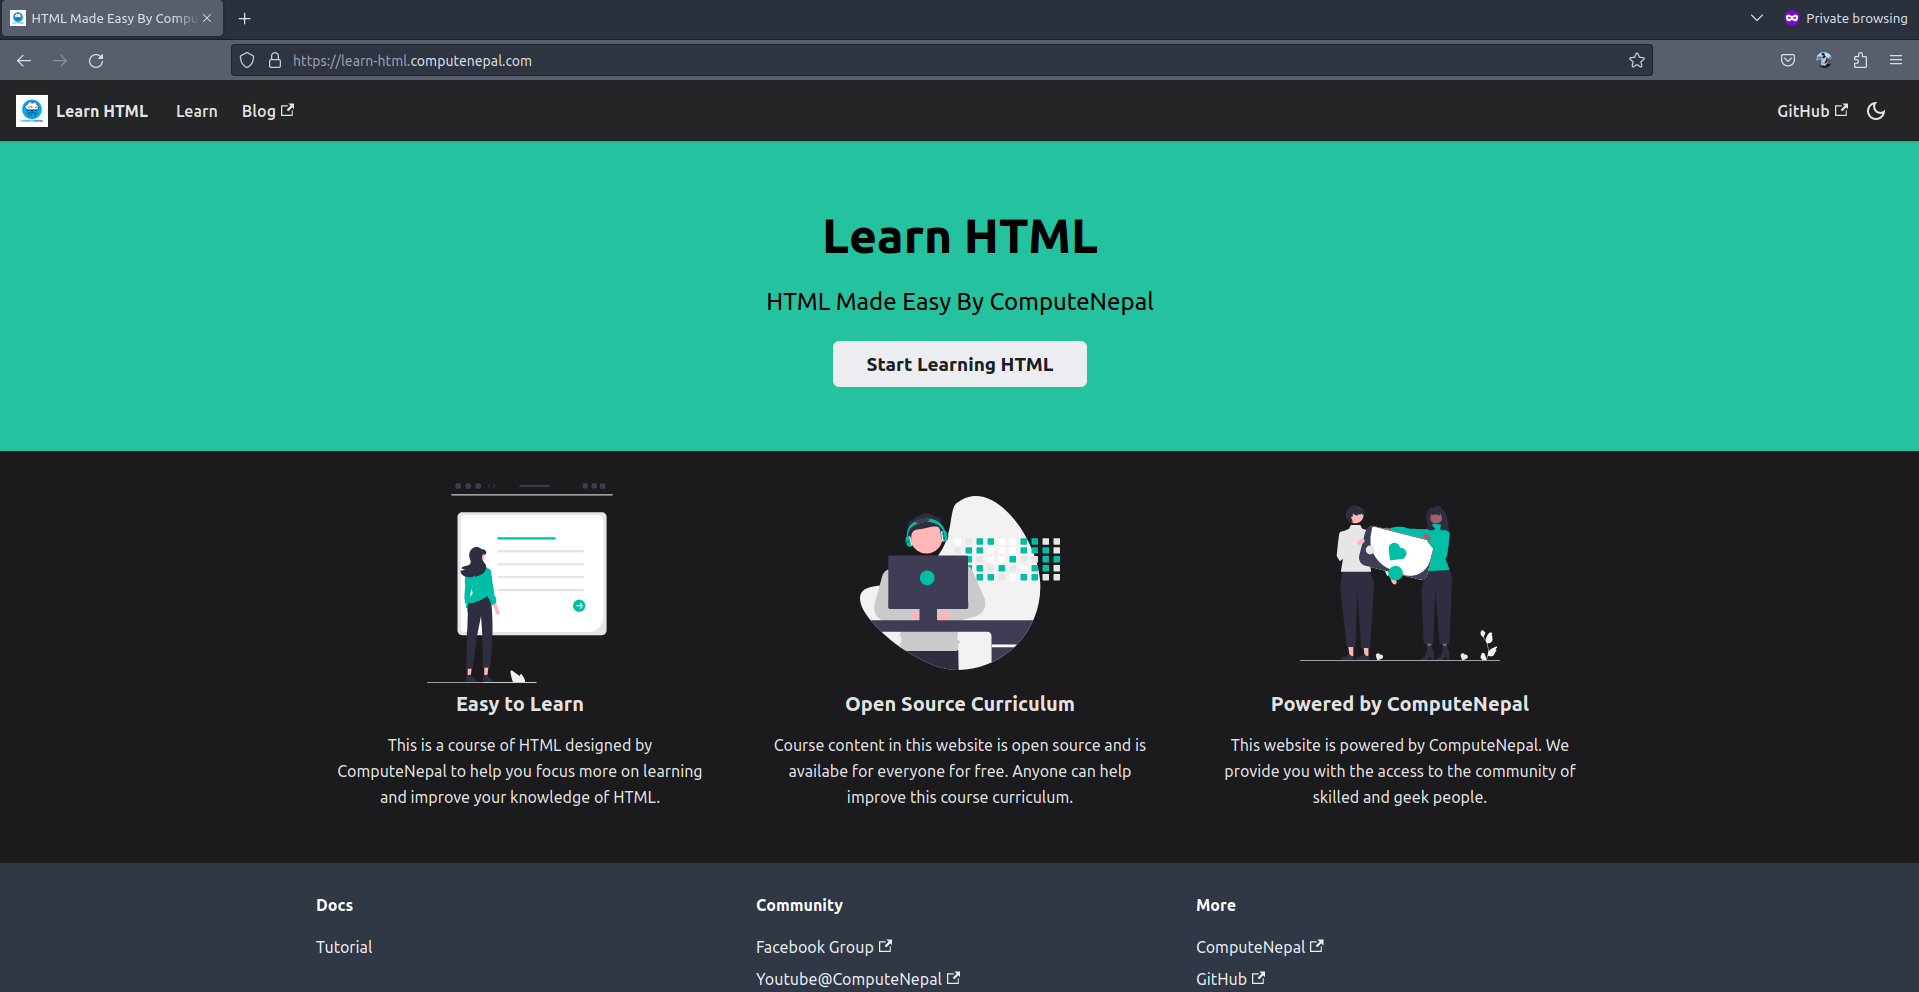 HTML Made Easy By Compu
Private browsing
https://learn-html.computenepal.com
Learn HTML
Learn
Blog
GitHub
Learn HTML
HTML Made Easy By ComputeNepal
Start Learning HTML
Easy to Learn
This is a course of HTML designed by
ComputeNepal to help you focus more on learning
and improve your knowledge of HTML.
Open Source Curriculum
Course content in this website is open source and is
availabe for everyone for free. Anyone can help
improve this course curriculum.
Powered by ComputeNepal
This website is powered by ComputeNepal. We
provide you with the access to the community of
skilled and geek people.
Docs
Tutorial
Community
Facebook Group
Youtube@ComputeNepal
More
ComputeNepal
GitHub